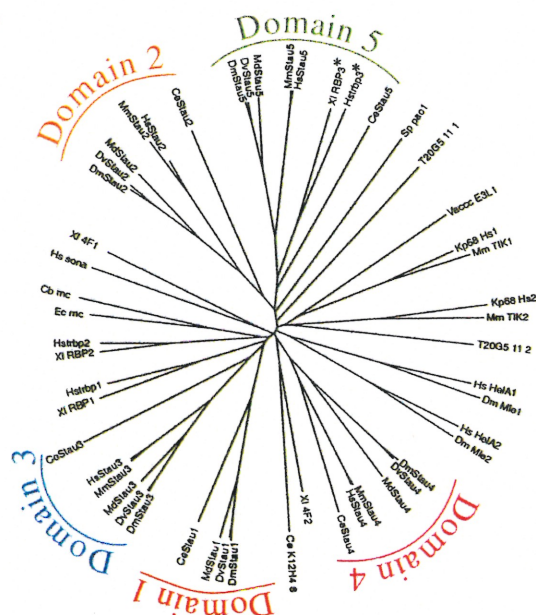 Domain 5
Domain 2
DmStau5
DvStau5
MdStau5
MmStau5
HsStau5
Xl RBP3*
Hstrbp3*
CeStau5
Sp pac1
T20G5 11 1
Vaccc E3L1
Kp68 Hs1
Mm TIK1
Kp68 Hs2
Mm TIK2
T20G5 11 2
Hs HelA1
Dm Mle1
Hs HelA2
Dm Mle2
DmStau4
DvStau4
MdStau4
MmStau4
HsStau4
CeStau4
Domain 4
Xl 4F2
Ce K12H4 8
DmStau1
DvStau1
MdStau1
CeStau1
Domain 1
DmStau3
DvStau3
MdStau3
MmStau3
HsStau3
CeStau3
Domain 3
Xl RBP1
Hstrbp1
Xl RBP2
Hstrbp2
Ec rnc
Cb rnc
Hs sona
Xl 4F1
DmStau2
DvStau2
MdStau2
MmStau2
HsStau2
CeStau2